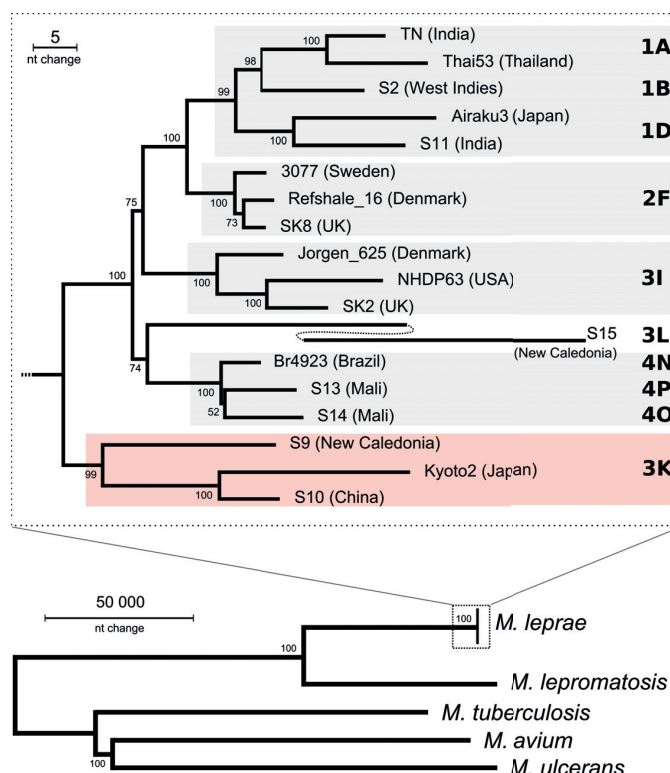 5
nt change
100
TN (India)
1A
Thai53 (Thailand)
98
S2 (West Indies)
1B
99
Airaku3 (Japan)
1D
100
S11 (India)
100
3077 (Sweden)
100
Refshale_16 (Denmark)
2F
73
SK8 (UK)
75
Jorgen_625 (Denmark)
100
NHDP63 (USA)
3I
100
SK2 (UK)
100
S15
3L
(New Caledonia)
74
Br4923 (Brazil)
4N
100
S13 (Mali)
4P
52
S14 (Mali)
4O
S9 (New Caledonia)
99
Kyoto2 (Japan)
3K
100
S10 (China)
50 000
nt change
100
M. leprae
100
M. lepromatosis
M. tuberculosis
M. avium
100
M. ulcerans